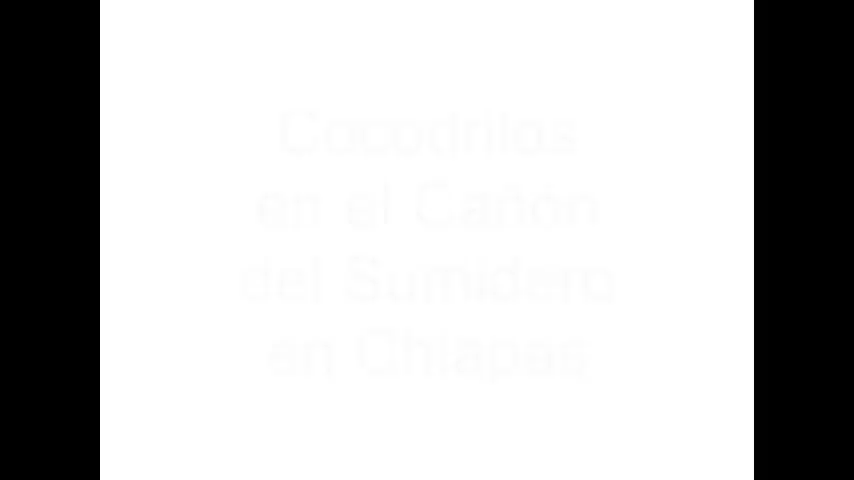 Cocodrilos
en el Cañón
del Sumidero
en Chiapas